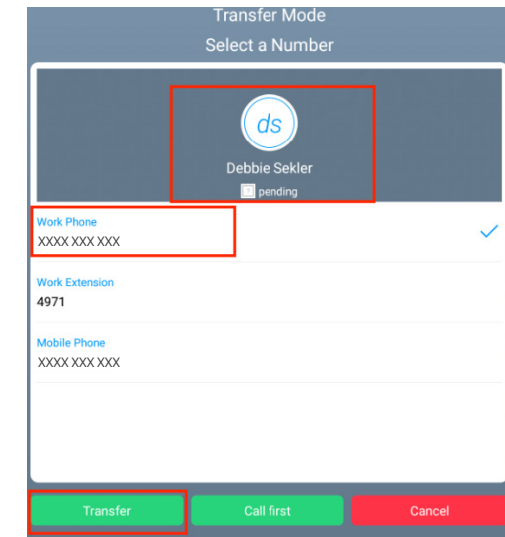 Transfer Mode
Select a Number
ds
Debbie Sekler
pending
Work Phone
XXXX XXX XXX
Work Extension
4971
Mobile Phone
XXXX XXX XXX
Transfer Call first Cancel